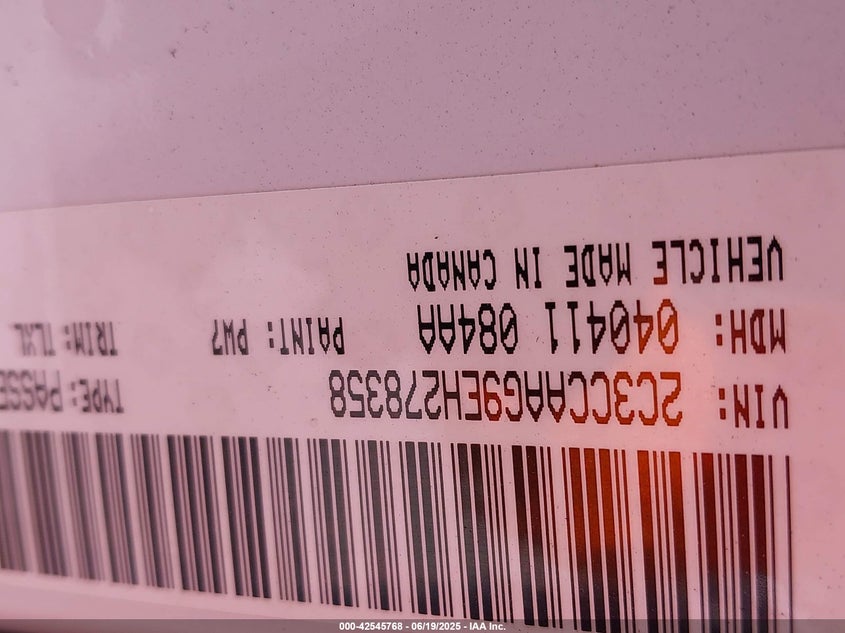 VIN: 2C3CCAAG9EH278358 TYPE: PASSE
MDH: 040411 084AA PAINT: PW7 TRIM: TLXL
VEHICLE MADE IN CANADA
000-42545768 - 06/19/2025 - IAA Inc.